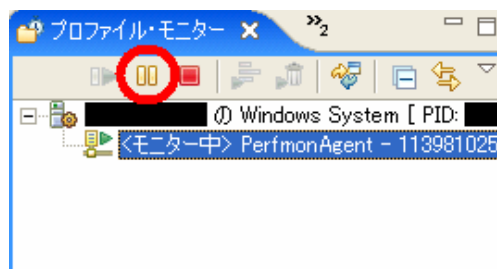 プロファイル・モニター
»2
の Windows System [ PID:
<モニター中> PerfmonAgent - 113981025